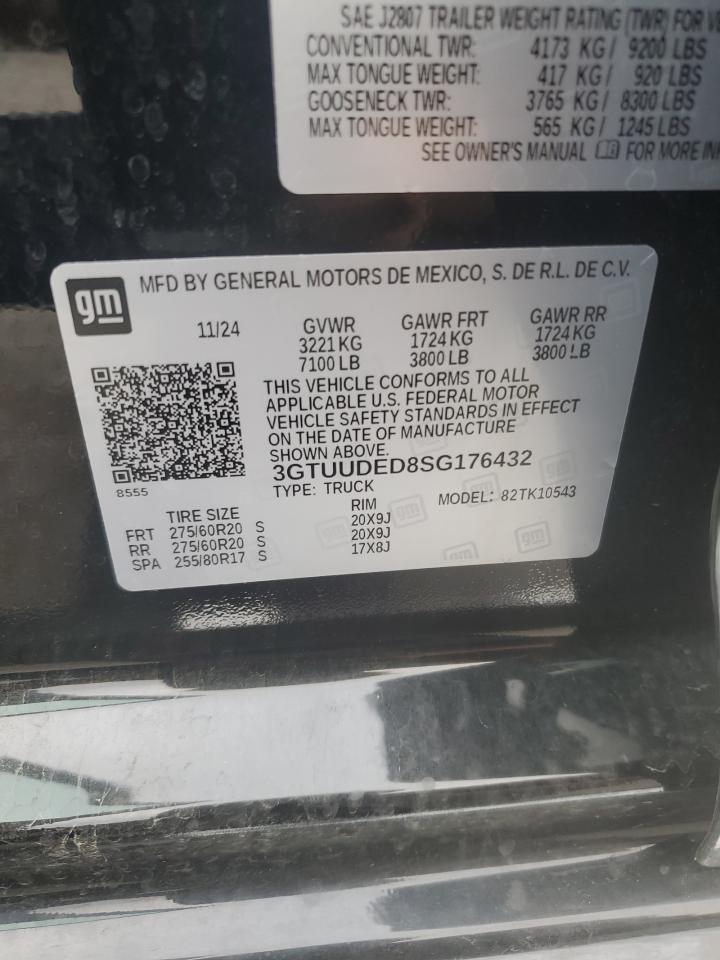 SAE J2807 TRAILER WEIGHT RATING (TWR) FOR
CONVENTIONAL TWR: 4173 KG/ 9200 LBS
MAX TONGUE WEIGHT: 417 KG/ 920 LBS
GOOSENECK TWR: 3765 KG/ 8300 LBS
MAX TONGUE WEIGHT: 565 KG/ 1245 LBS
SEE OWNER'S MANUAL FOR MORE
gm MFD BY GENERAL MOTORS DE MEXICO, S. DE R.L. DE C.V.
11/24 GVWR GAWR FRT GAWR RR
3221 KG 1724 KG 1724 KG
7100 LB 3800 LB 3800 LB
THIS VEHICLE CONFORMS TO ALL
APPLICABLE U.S. FEDERAL MOTOR
VEHICLE SAFETY STANDARDS IN EFFECT
ON THE DATE OF MANUFACTURE
SHOWN ABOVE.
3GTUUDED8SG176432
8555 TYPE: TRUCK MODEL: 82TK10543
TIRE SIZE RIM
FRT 275/60R20 S 20X9J
RR 275/60R20 S 20X9J
SPA 255/80R17 S 17X8J
gm gm gm gm gm